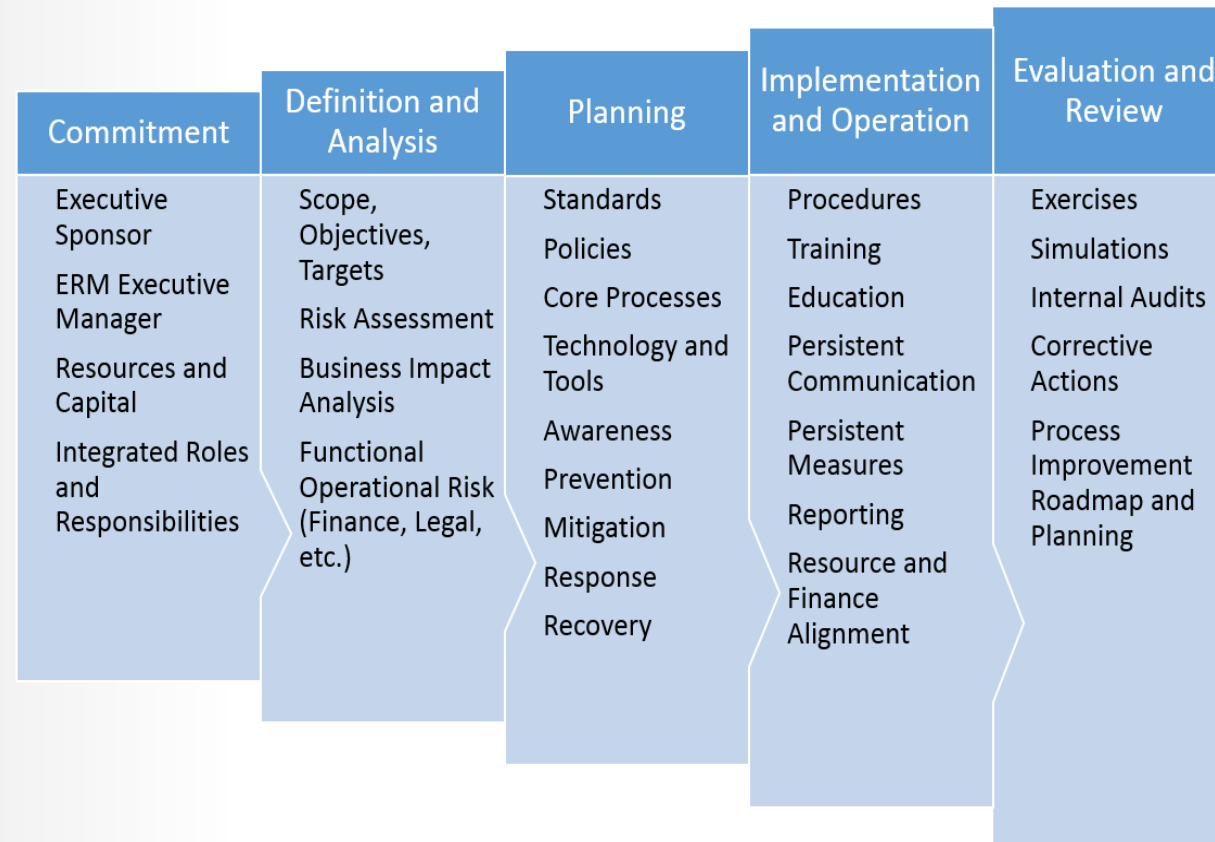 Commitment
Executive
Sponsor
ERM Executive
Manager
Resources and
Capital
Integrated Roles
and
Responsibilities
Definition and
Analysis
Scope,
Objectives,
Targets
Risk Assessment
Business Impact
Analysis
Functional
Operational Risk
(Finance, Legal,
etc.)
Planning
Standards
Policies
Core Processes
Technology and
Tools
Awareness
Prevention
Mitigation
Response
Recovery
Implementation
and Operation
Procedures
Training
Education
Persistent
Communication
Persistent
Measures
Reporting
Resource and
Finance
Alignment
Evaluation and
Review
Exercises
Simulations
Internal Audits
Corrective
Actions
Process
Improvement
Roadmap and
Planning